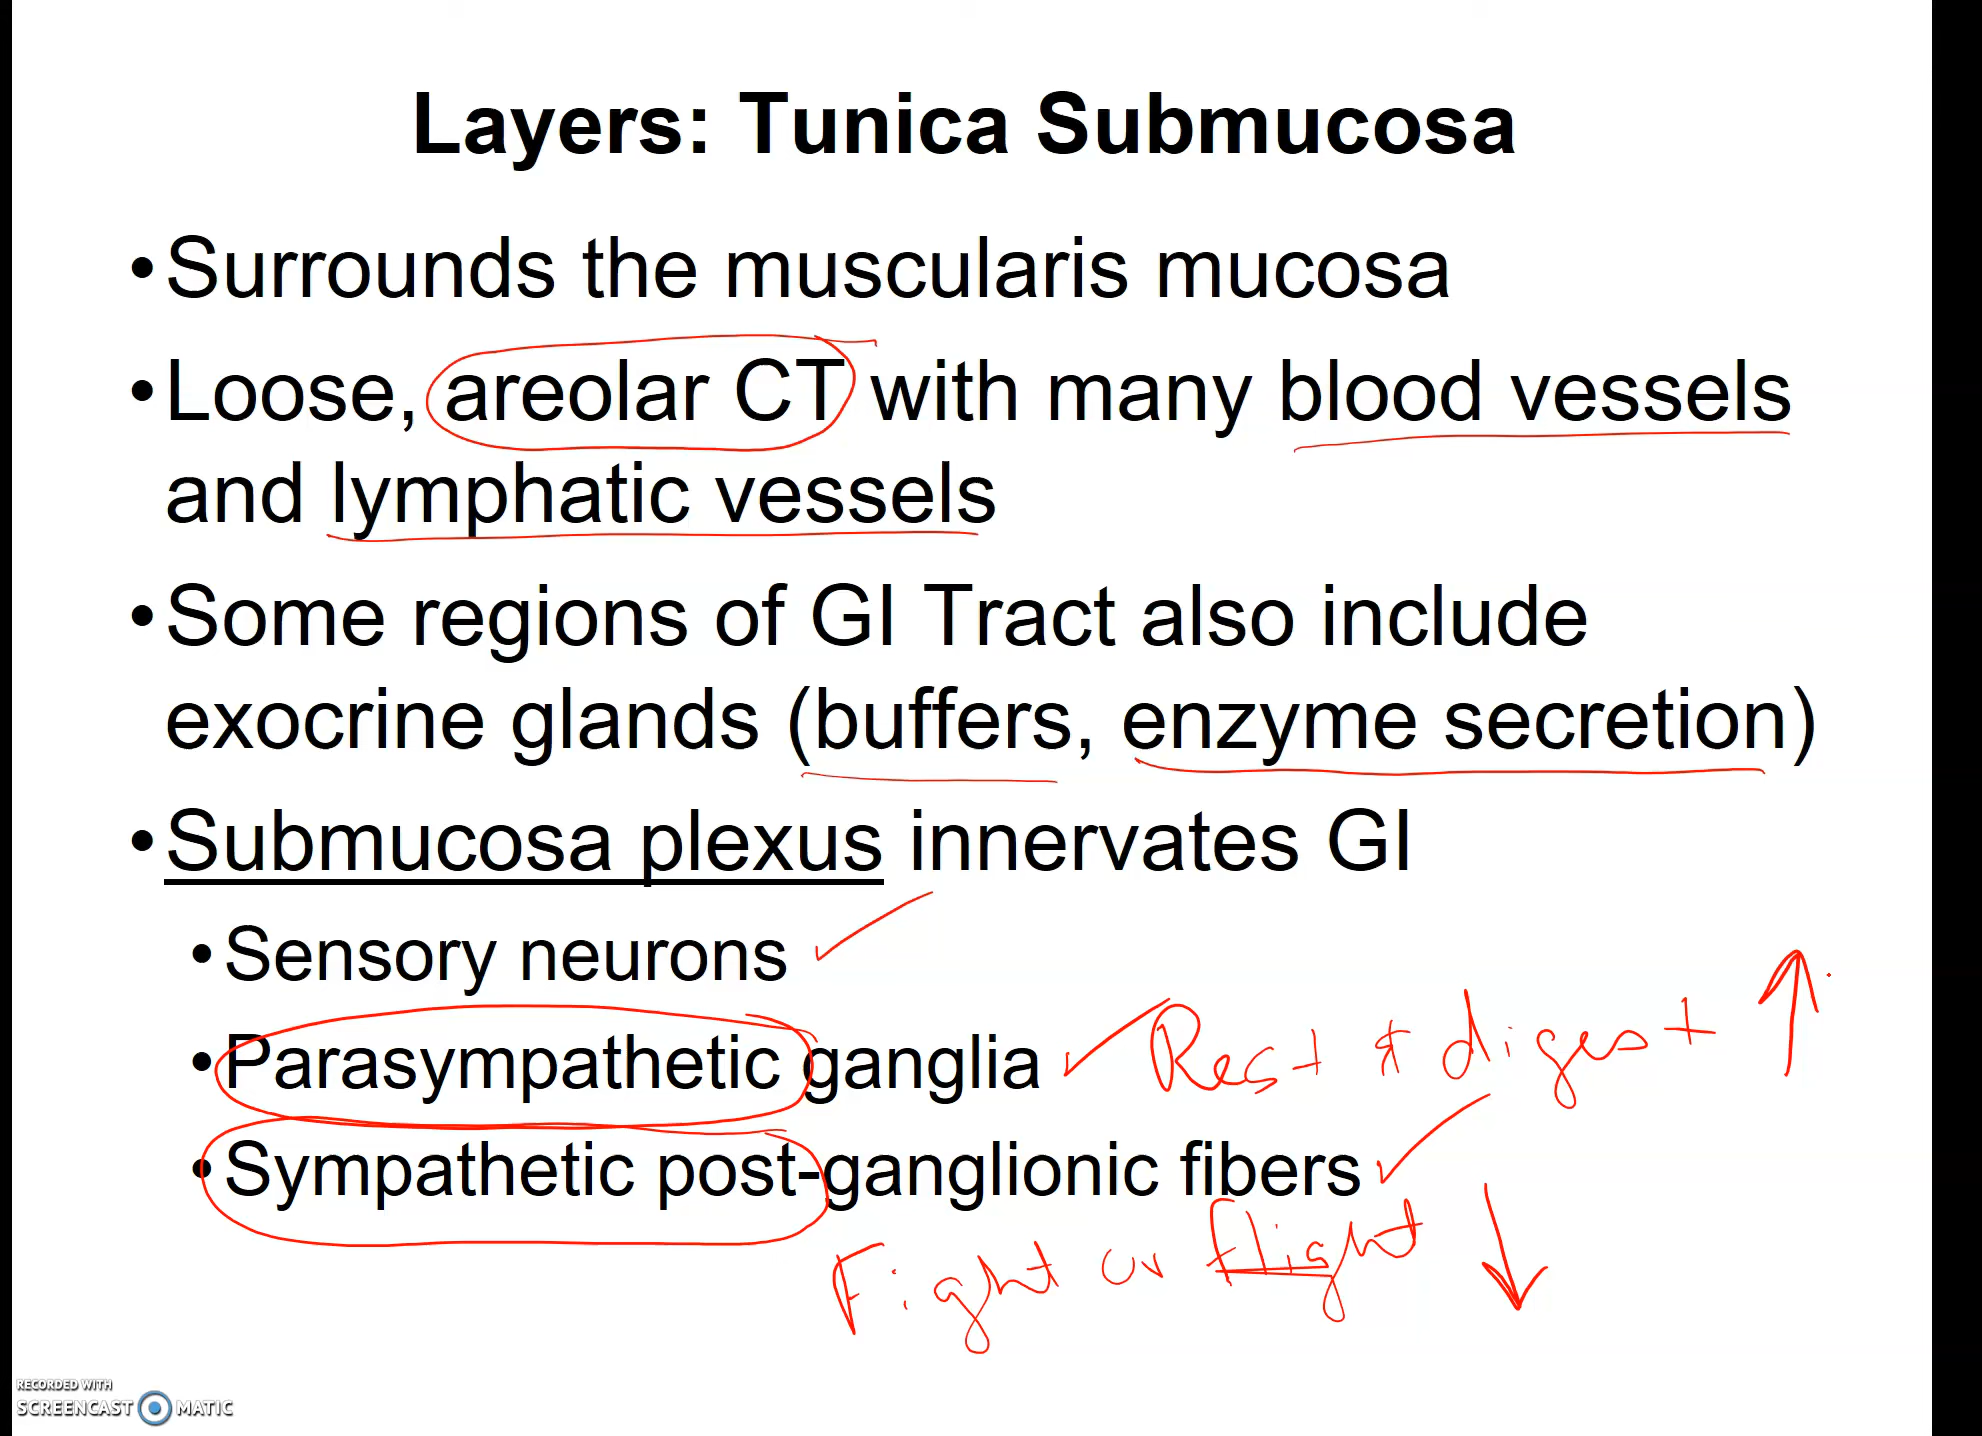 Layers: Tunica Submucosa
•Surrounds the muscularis mucosa
•Loose, areolar CT with many blood vessels
and lymphatic vessels
•Some regions of GI Tract also include
exocrine glands (buffers, enzyme secretion)
•Submucosa plexus innervates GI
•Sensory neurons
•Parasympathetic ganglia Rest & digest
•Sympathetic post-ganglionic fibers
Fight or flight
RECORDED WITH
SCREENCAST MATIC